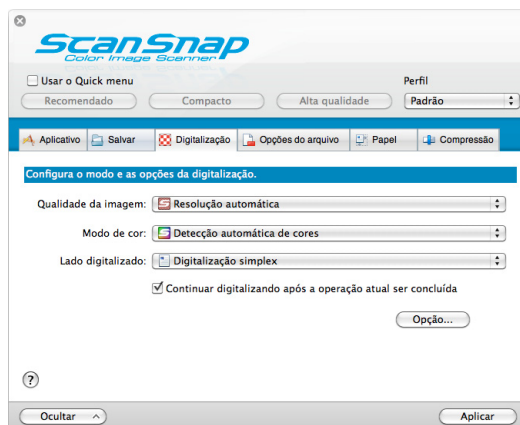 ScanSnap
Color Image Scanner
Usar o Quick menu
Perfil
Recomendado
Compacto
Alta qualidade
Padrão
Aplicativo
Salvar
Digitalização
Opções do arquivo
Papel
Compressão
Configura o modo e as opções da digitalização.
Qualidade da imagem:
Resolução automática
Modo de cor:
Detecção automática de cores
Lado digitalizado:
Digitalização simplex
Continuar digitalizando após a operação atual ser concluída
Opção...
?
Ocultar
Aplicar